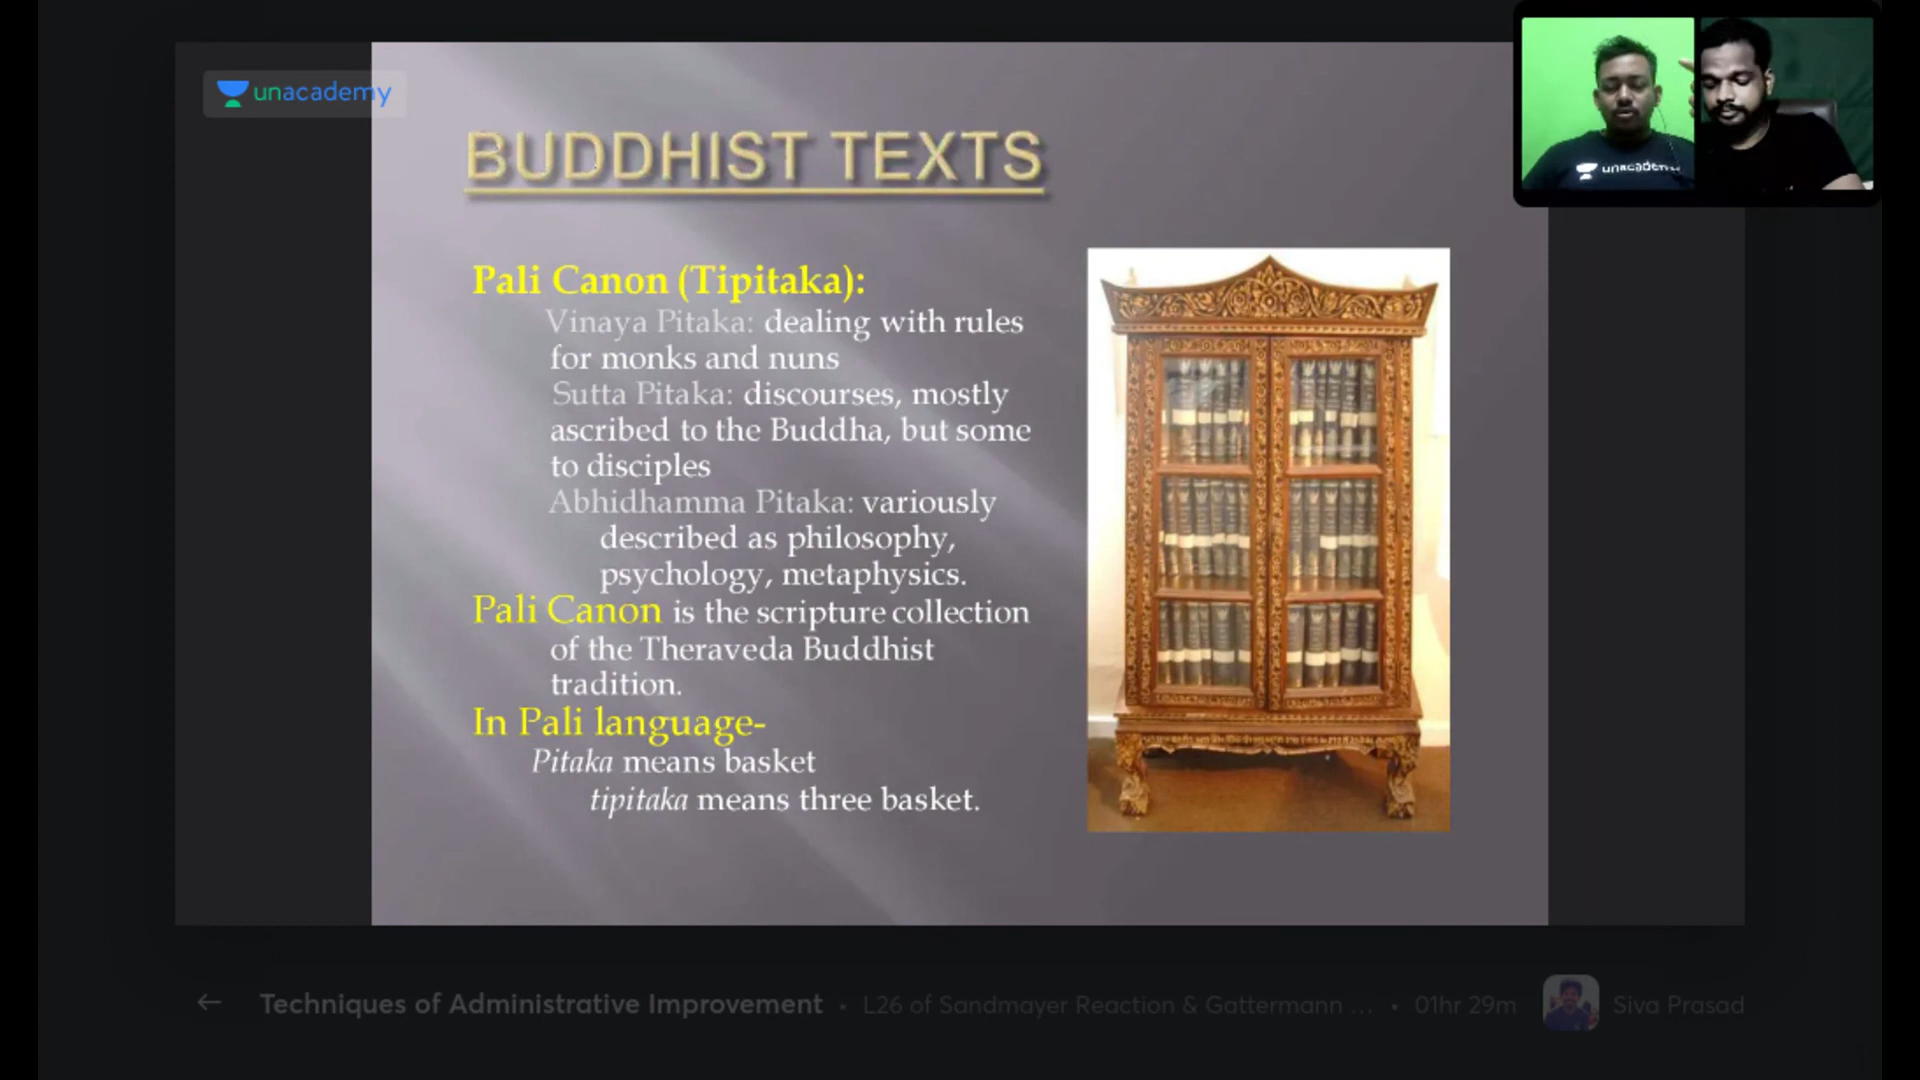 unacademy
BUDDHIST TEXTS
unacademy
Pali Canon (Tipitaka):
Vinaya Pitaka: dealing with rules
for monks and nuns
Sutta Pitaka: discourses, mostly
ascribed to the Buddha, but some
to disciples
Abhidhamma Pitaka: variously
described as philosophy,
psychology, metaphysics.
Pali Canon is the scripture collection
of the Theraveda Buddhist
tradition.
In Pali language-
Pitaka means basket
tipitaka means three basket.
← Techniques of Administrative Improvement • L26 of Sandmayer Reaction & Gattermann ... • 01hr 29m Siva Prasad